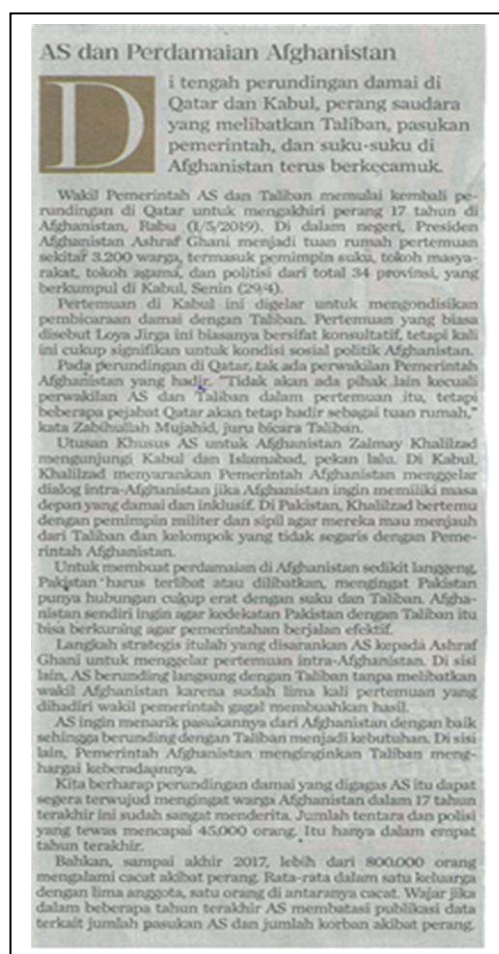 AS dan Perdamaian Afghanistan
Di tengah perundingan damai di
Qatar dan Kabul, perang saudara
yang melibatkan Taliban, pasukan
pemerintah, dan suku-suku di
Afghanistan terus berkecamuk.
Wakil Pemerintah AS dan Taliban memulai kembali pe-
rundingan di Qatar untuk mengakhiri perang 17 tahun di
Afghanistan, Rabu (1/5/2019). Di dalam negeri, Presiden
Afghanistan Ashraf Ghani menjadi tuan rumah pertemuan
sekitar 3.200 warga, termasuk pemimpin suku, tokoh masya-
rakat, tokoh agama, dan politisi dari total 34 provinsi, yang
berkumpul di Kabul, Senin (29/4).
Pertemuan di Kabul ini digelar untuk mengondisikan
pembicaraan damai dengan Taliban. Pertemuan yang biasa
disebut Loya Jirga ini biasanya bersifat konsultatif, tetapi kali
ini cukup signifikan untuk kondisi sosial politik Afghanistan.
Pada perundingan di Qatar, tak ada perwakilan Pemerintah
Afghanistan yang hadir. "Tidak akan ada pihak lain kecuali
perwakilan AS dan Taliban dalam pertemuan itu, tetapi
beberapa pejabat Qatar akan tetap hadir sebagai tuan rumah,"
kata Zabihullah Mujahid, juru bicara Taliban.
Utusan Khusus AS untuk Afghanistan Zalmay Khalilzad
mengunjungi Kabul dan Islamabad, pekan lalu. Di Kabul,
Khalilzad menyarankan Pemerintah Afghanistan menggelar
dialog intra-Afghanistan jika Afghanistan ingin memiliki masa
depan yang damai dan inklusif. Di Pakistan, Khalilzad bertemu
dengan pemimpin militer dan sipil agar mereka mau menjauh
dari Taliban dan kelompok yang tidak segaris dengan Peme-
rintah Afghanistan.
Untuk membuat perdamaian di Afghanistan sedikit langgeng,
Pakistan harus terlibat atau dilibatkan, mengingat Pakistan
punya hubungan cukup erat dengan suku dan Taliban. Afgha-
nistan sendiri ingin agar kedekatan Pakistan dengan Taliban itu
bisa berkurang agar pemerintahan berjalan efektif.
Langkah strategis itulah yang disarankan AS kepada Ashraf
Ghani untuk menggelar pertemuan intra-Afghanistan. Di sisi
lain, AS berunding langsung dengan Taliban tanpa melibatkan
wakil Afghanistan karena sudah lima kali pertemuan yang
dihadiri wakil pemerintah gagal membuahkan hasil.
AS ingin menarik pasukannya dari Afghanistan dengan baik
sehingga berunding dengan Taliban menjadi kebutuhan. Di sisi
lain, Pemerintah Afghanistan menginginkan Taliban meng-
hargai keberadaannya.
Kita berharap perundingan damai yang digagas AS itu dapat
segera terwujud mengingat warga Afghanistan dalam 17 tahun
terakhir ini sudah sangat menderita. Jumlah tentara dan polisi
yang tewas mencapai 45.000 orang. Itu hanya dalam empat
tahun terakhir.
Bahkan, sampai akhir 2017, lebih dari 800.000 orang
mengalami cacat akibat perang. Rata-rata dalam satu keluarga
dengan lima anggota, satu orang di antaranya cacat. Wajar jika
dalam beberapa tahun terakhir AS membatasi publikasi data
terkait jumlah pasukan AS dan jumlah korban akibat perang.